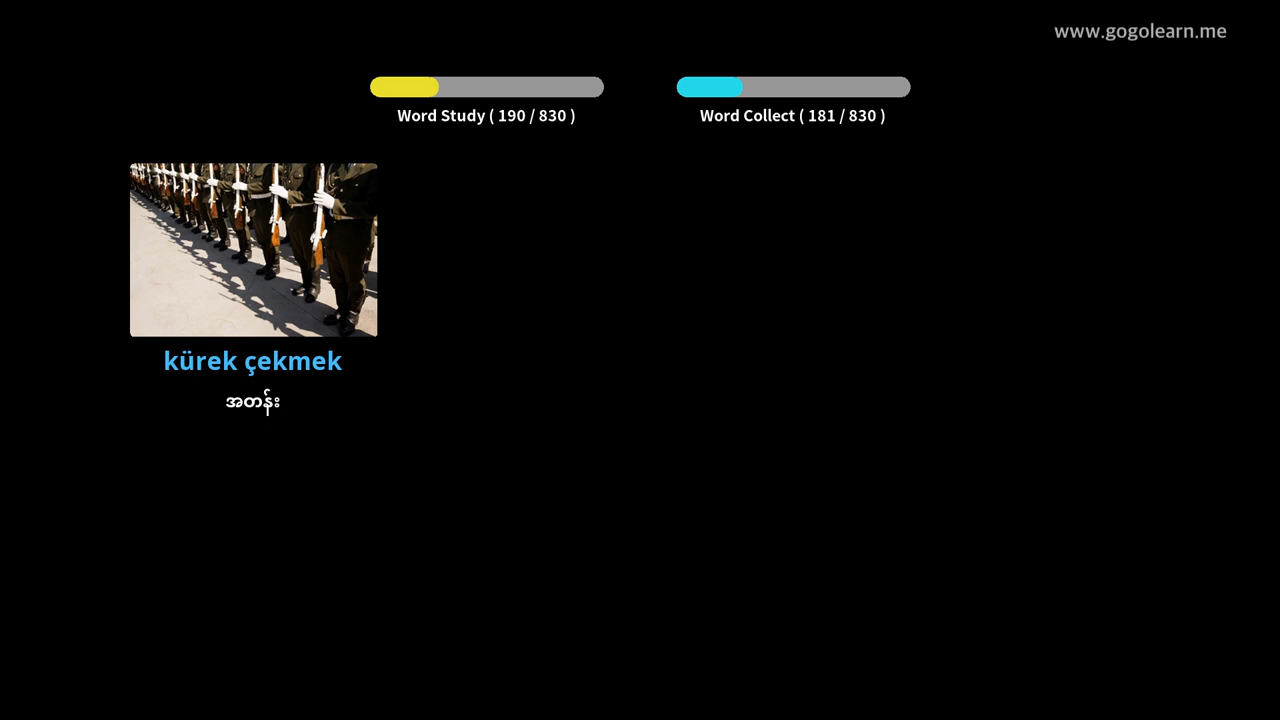 www.gogolearn.me
Word Study ( 190 / 830 )
Word Collect ( 181 / 830 )
kürek çekmek
အတန်း